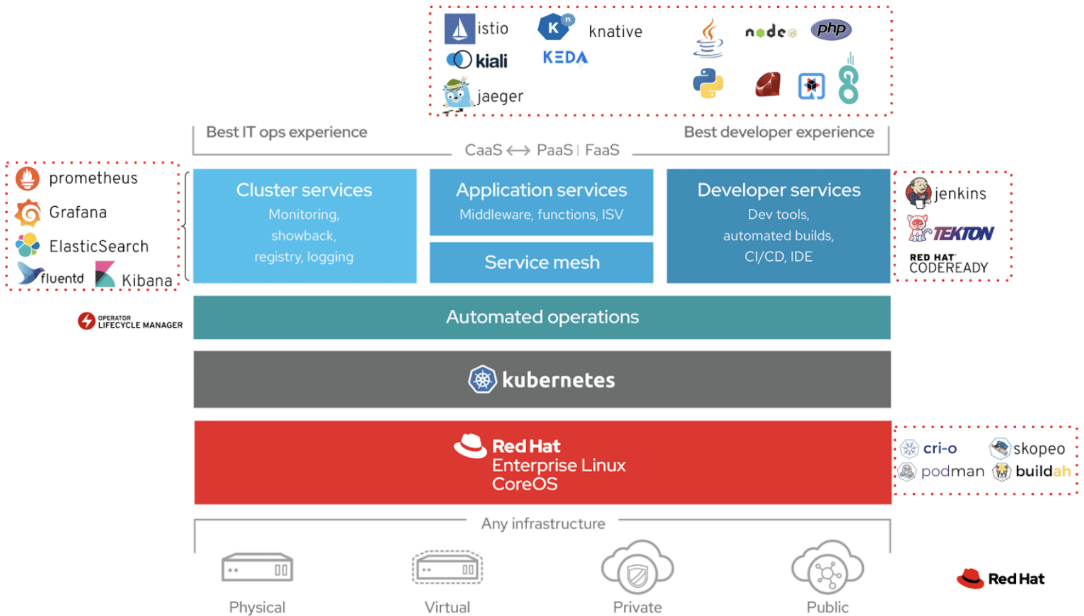 istio
knative
node
php
kiali
KEDA
jaeger
GO
Best IT ops experience
Best developer experience
CaaS ↔ PaaS | FaaS
prometheus
Grafana
ElasticSearch
fluentd
Kibana
Cluster services
Monitoring,
showback,
registry, logging
Application services
Middleware, functions, ISV
Service mesh
Developer services
Dev tools,
automated builds,
CI/CD, IDE
jenkins
TEKTON
RED HAT
CODEREADY
OPERATOR
LIFECYCLE MANAGER
Automated operations
kubernetes
Red Hat
Enterprise Linux
CoreOS
cri-o
skopeo
podman
buildah
Any infrastructure
Physical
Virtual
Private
Public
Red Hat